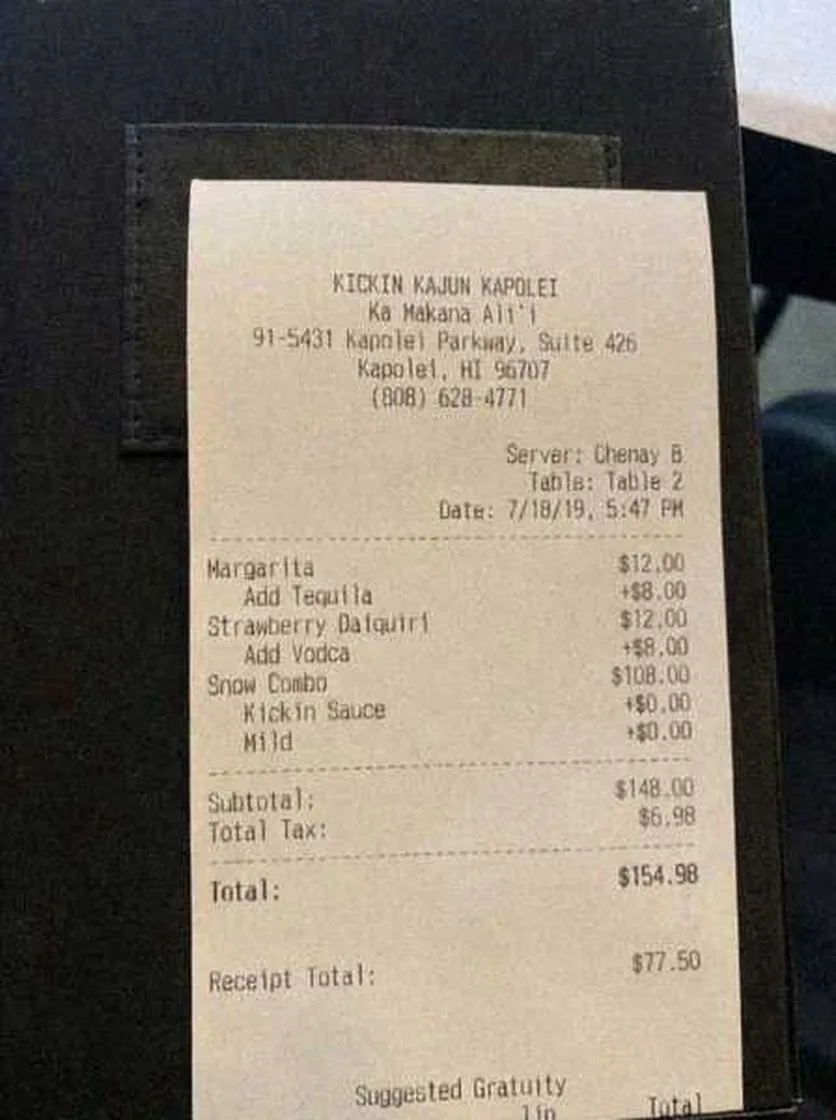 KICKIN KAJUN KAPOLEI
Ka Makana Ali'i
91-5431 Kapolei Parkway, Suite 426
Kapolei, HI 96707
(808) 628-4771
Server: Chenay B
Table: Table 2
Date: 7/18/19, 5:47 PM
Margarita $12.00
Add Tequila +$8.00
Strawberry Daiquiri $12.00
Add Vodca +$8.00
Snow Combo $108.00
Kickin Sauce +$0.00
Mild +$0.00
Subtotal: $148.00
Total Tax: $6.98
Total: $154.98
Receipt Total: $77.50
Suggested Gratuity
Tip Total